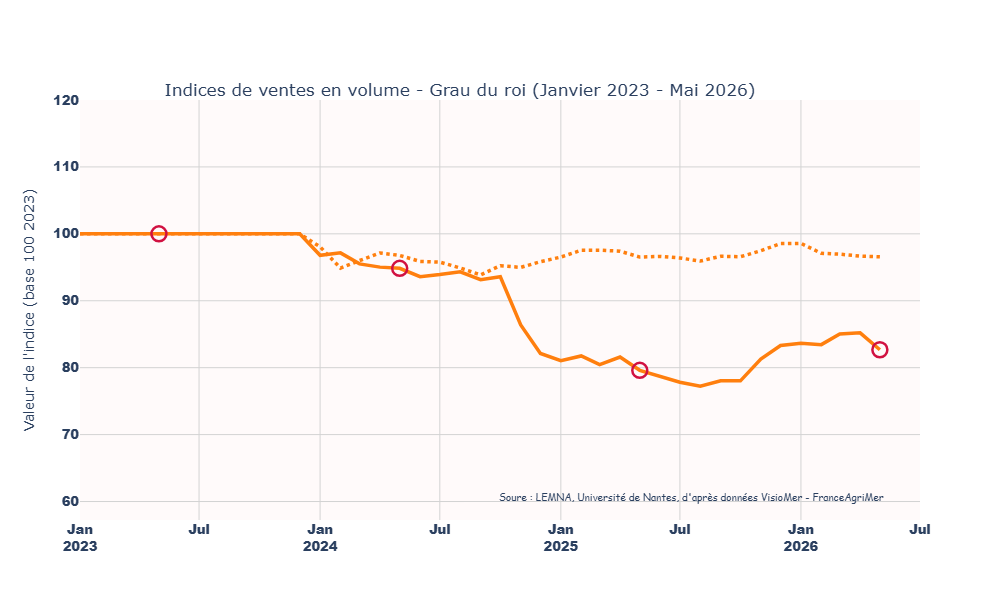 Indices de ventes en volume - Grau du roi (Janvier 2023 - Mai 2026)
Valeur de l'indice (base 100 2023)
120
110
100
90
80
70
60
Soure : LEMNA, Université de Nantes, d'après données VisioMer - FranceAgriMer
Jan Jul Jan Jul Jan Jul Jan Jul
2023 2024 2025 2026